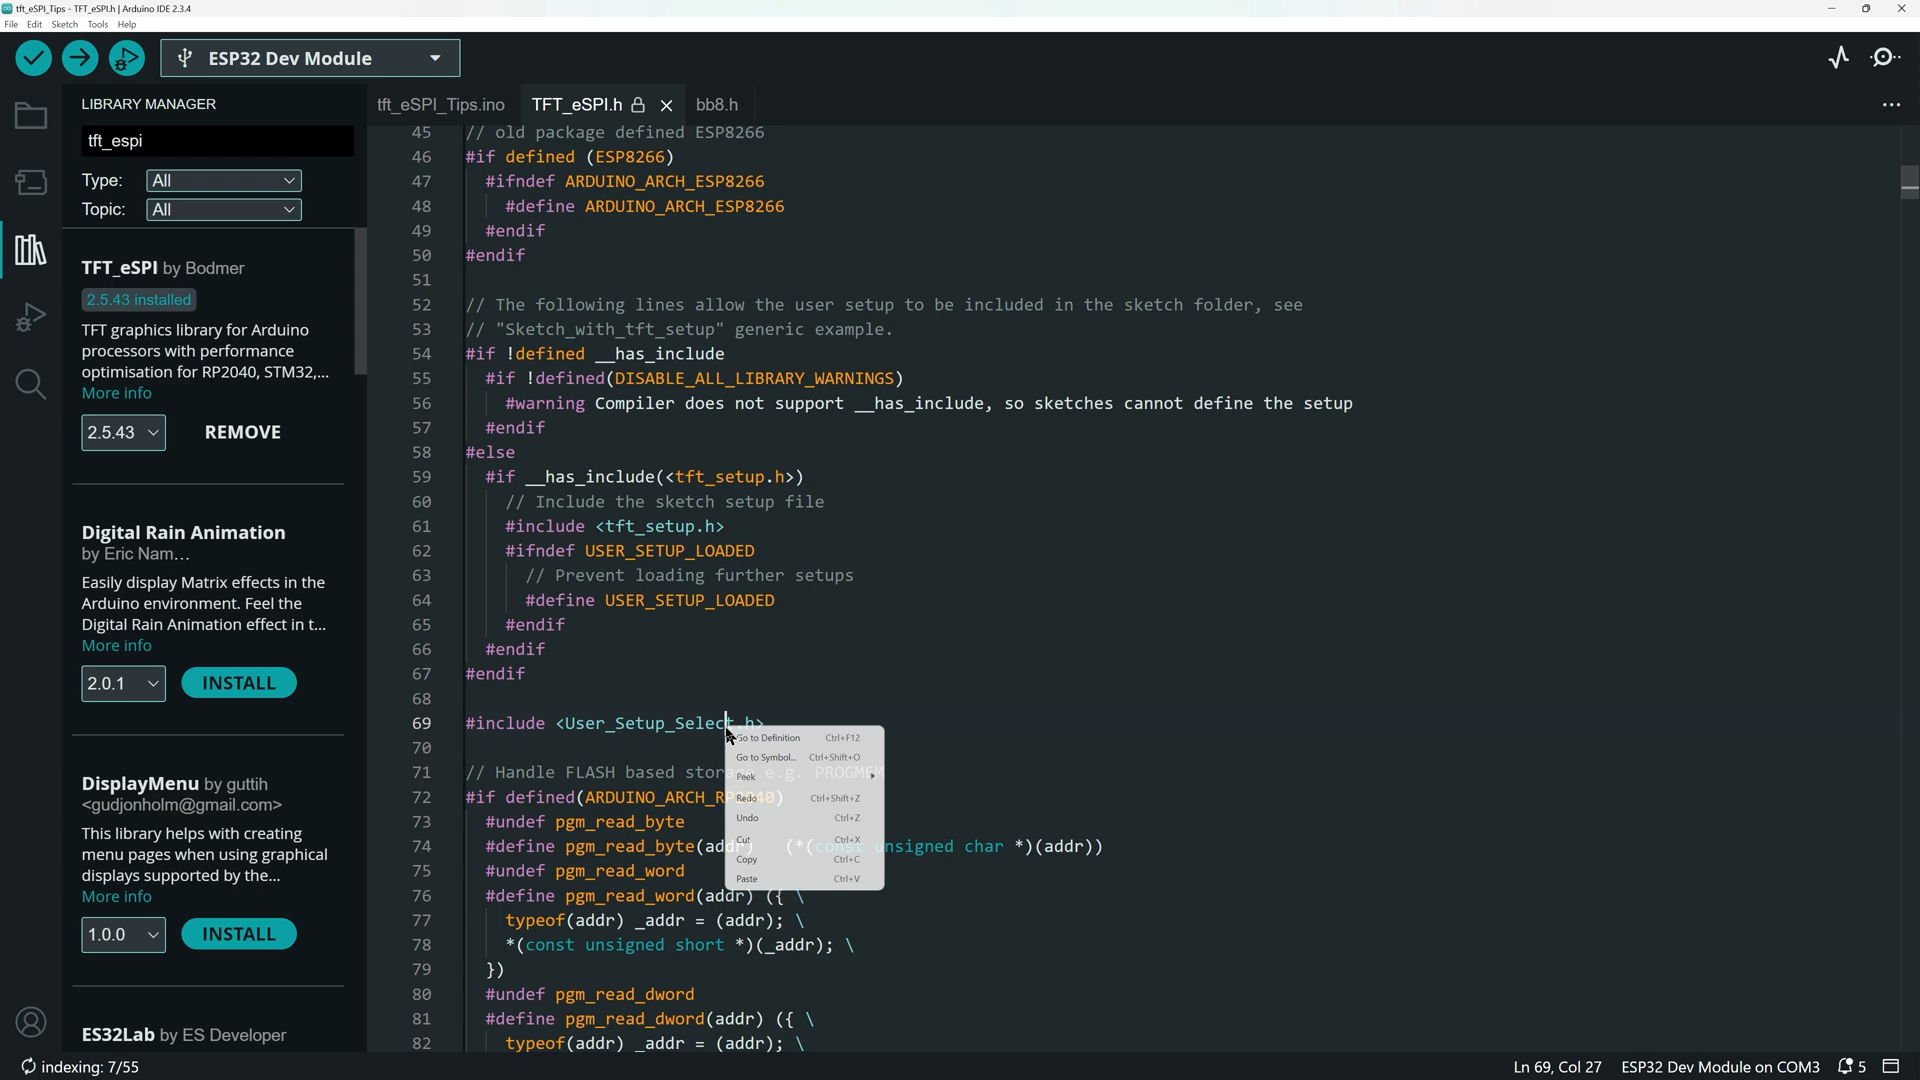 tft_eSPI_Tips - TFT_eSPI.h | Arduino IDE 2.3.4
File Edit Sketch Tools Help
ESP32 Dev Module
LIBRARY MANAGER
tft_espi
Type: All
Topic: All
TFT_eSPI by Bodmer
2.5.43 installed
TFT graphics library for Arduino
processors with performance
optimisation for RP2040, STM32,...
More info
2.5.43 REMOVE
Digital Rain Animation
by Eric Nam...
Easily display Matrix effects in the
Arduino environment. Feel the
Digital Rain Animation effect in t...
More info
2.0.1 INSTALL
DisplayMenu by guttih
<gudjonholm@gmail.com>
This library helps with creating
menu pages when using graphical
displays supported by the...
More info
1.0.0 INSTALL
ES32Lab by ES Developer
tft_eSPI_Tips.ino TFT_eSPI.h bb8.h
45 // old package defined ESP8266
46 #if defined (ESP8266)
47 #ifndef ARDUINO_ARCH_ESP8266
48 #define ARDUINO_ARCH_ESP8266
49 #endif
50 #endif
51
52 // The following lines allow the user setup to be included in the sketch folder, see
53 // "Sketch_with_tft_setup" generic example.
54 #if !defined __has_include
55 #if !defined(DISABLE_ALL_LIBRARY_WARNINGS)
56 #warning Compiler does not support __has_include, so sketches cannot define the setup
57 #endif
58 #else
59 #if __has_include(<tft_setup.h>)
60 // Include the sketch setup file
61 #include <tft_setup.h>
62 #ifndef USER_SETUP_LOADED
63 // Prevent loading further setups
64 #define USER_SETUP_LOADED
65 #endif
66 #endif
67 #endif
68
69 #include <User_Setup_Select.h>
70
71 // Handle FLASH based storage e.g. PROGMEM
72 #if defined(ARDUINO_ARCH_RP2040)
73 #undef pgm_read_byte
74 #define pgm_read_byte(addr) (*(const unsigned char *)(addr))
75 #undef pgm_read_word
76 #define pgm_read_word(addr) ({ \
77 typeof(addr) _addr = (addr); \
78 *(const unsigned short *)(_addr); \
79 })
80 #undef pgm_read_dword
81 #define pgm_read_dword(addr) ({ \
82 typeof(addr) _addr = (addr); \
Go to Definition Ctrl+F12
Go to Symbol... Ctrl+Shift+O
Peek
Redo Ctrl+Shift+Z
Undo Ctrl+Z
Cut Ctrl+X
Copy Ctrl+C
Paste Ctrl+V
indexing: 7/55
Ln 69, Col 27 ESP32 Dev Module on COM3 5